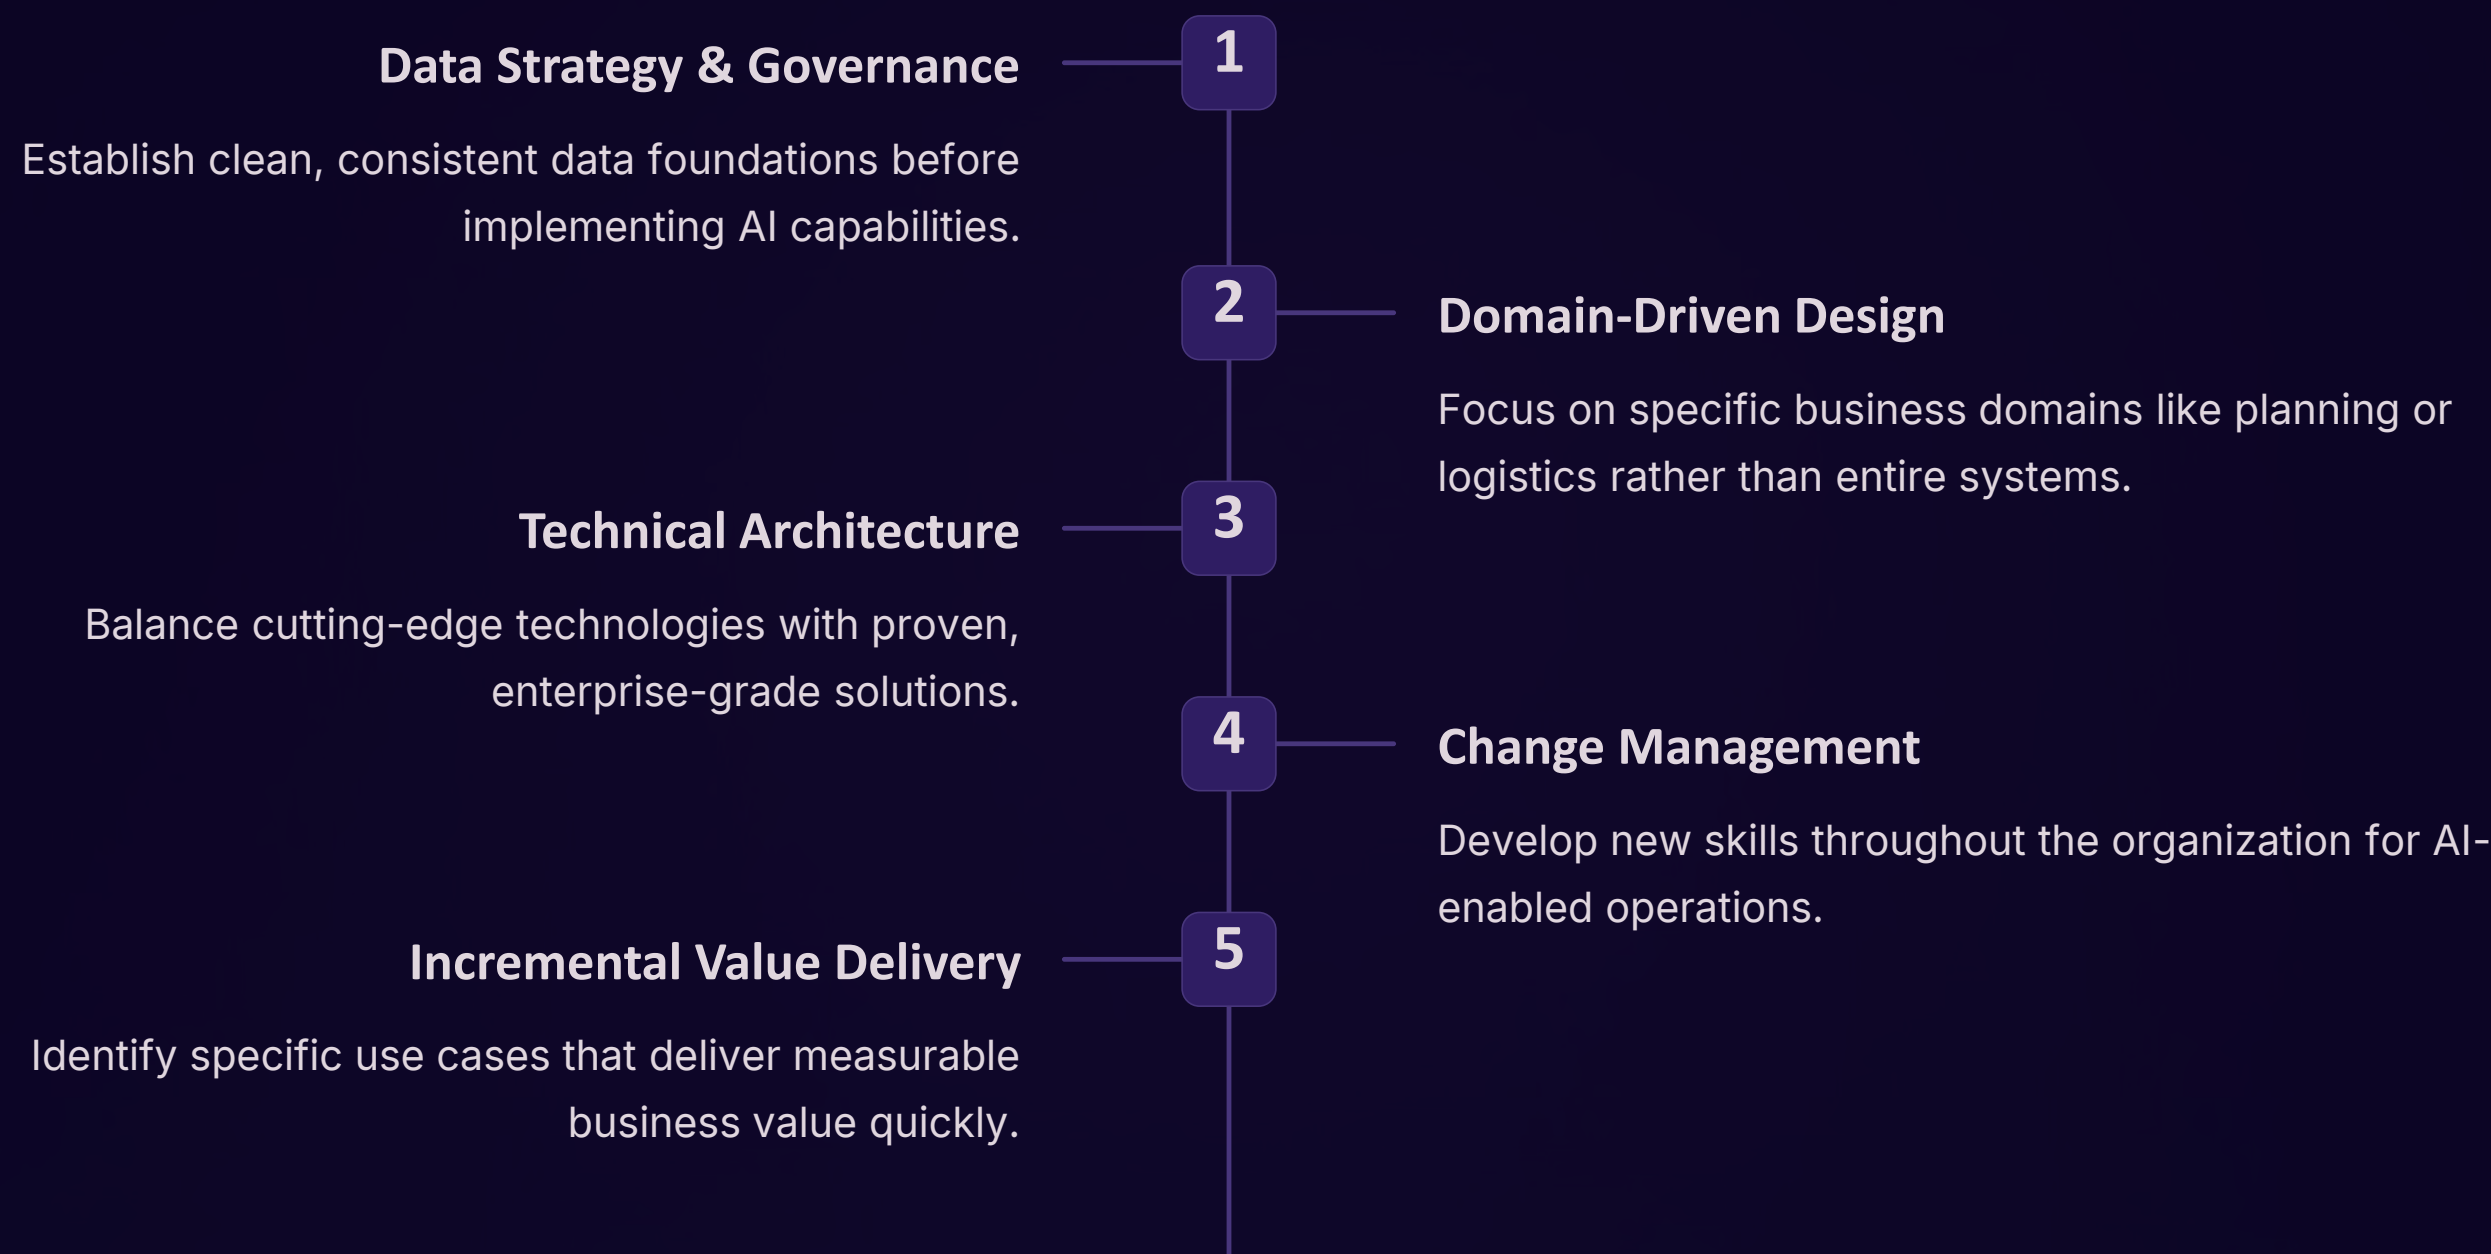 1
Data Strategy & Governance
Establish clean, consistent data foundations before
implementing AI capabilities.
2
Domain-Driven Design
Focus on specific business domains like planning or
logistics rather than entire systems.
3
Technical Architecture
Balance cutting-edge technologies with proven,
enterprise-grade solutions.
4
Change Management
Develop new skills throughout the organization for AI-
enabled operations.
5
Incremental Value Delivery
Identify specific use cases that deliver measurable
business value quickly.